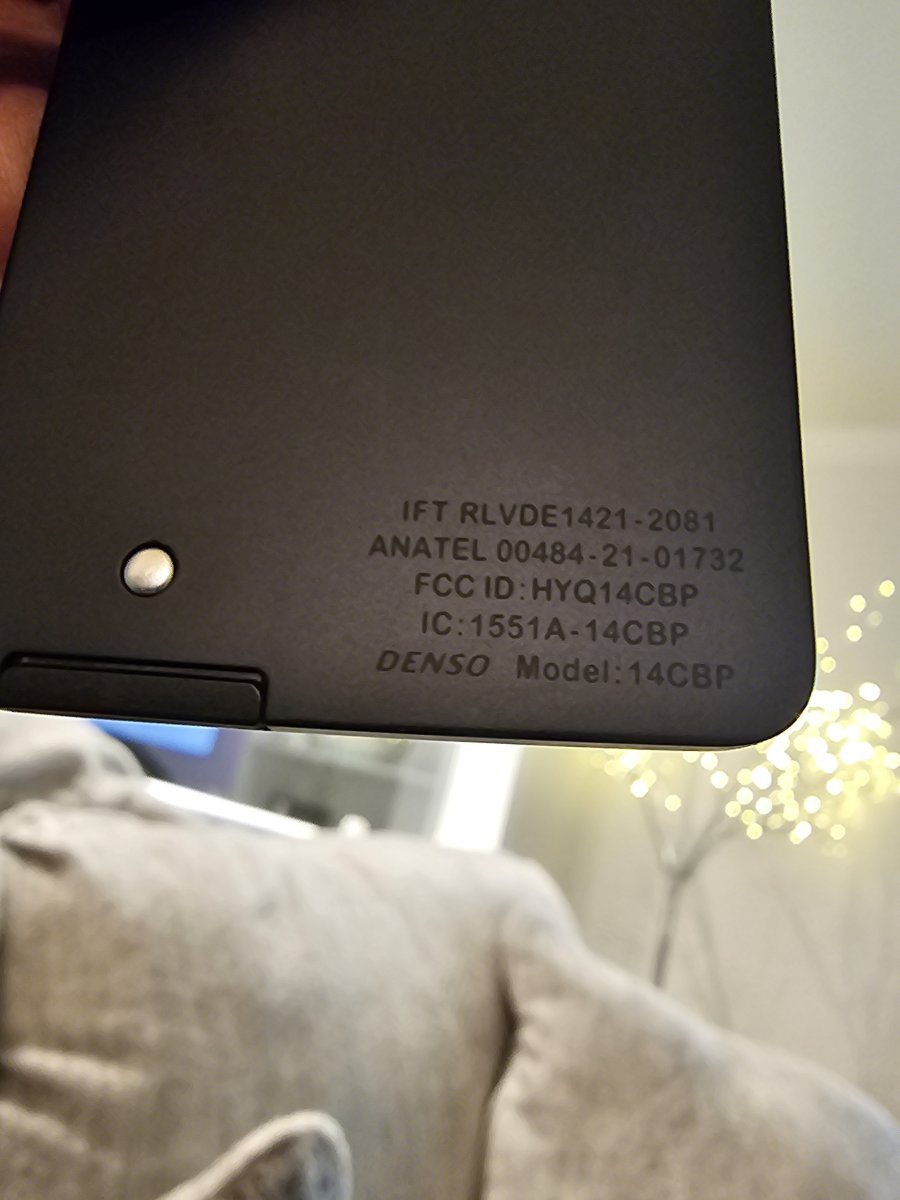 IFT RLVDE1421-2081
ANATEL 00484-21-01732
FCC ID:HYQ14CBP
IC:1551A-14CBP
DENSO Model:14CBP